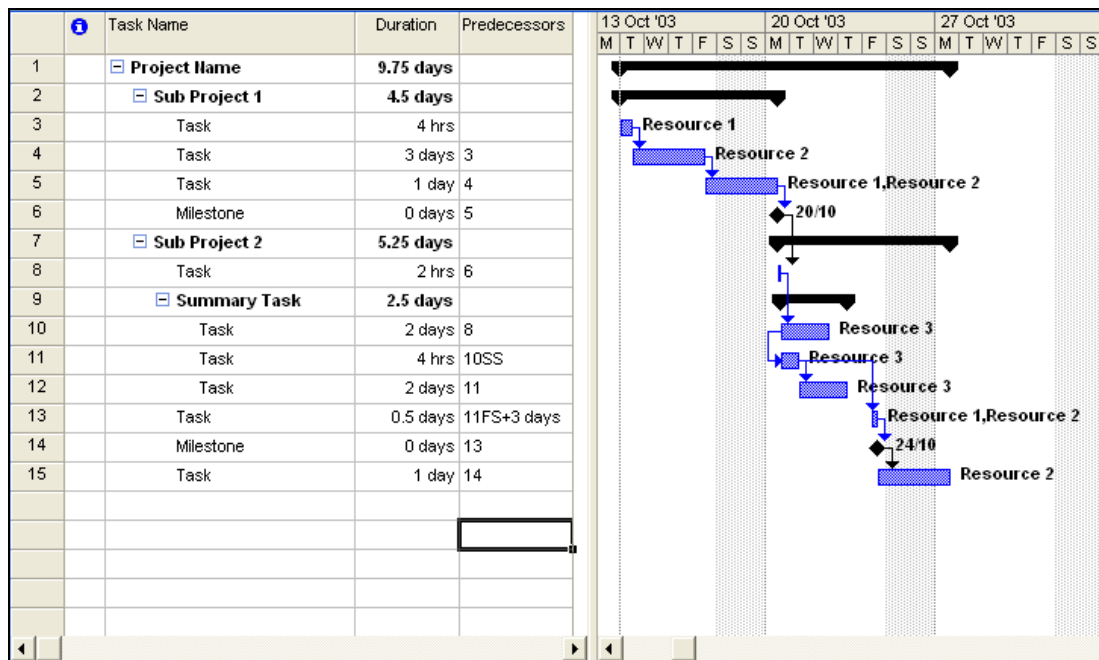 Task Name Duration Predecessors 13 Oct '03 20 Oct '03 27 Oct '03
M T W T F S S M T W T F S S M T W T F S S
1 Project Name 9.75 days
2 Sub Project 1 4.5 days
3 Task 4 hrs Resource 1
4 Task 3 days 3 Resource 2
5 Task 1 day 4 Resource 1,Resource 2
6 Milestone 0 days 5 20/10
7 Sub Project 2 5.25 days
8 Task 2 hrs 6
9 Summary Task 2.5 days
10 Task 2 days 8 Resource 3
11 Task 4 hrs 10SS Resource 3
12 Task 2 days 11 Resource 3
13 Task 0.5 days 11FS+3 days Resource 1,Resource 2
14 Milestone 0 days 13 24/10
15 Task 1 day 14 Resource 2